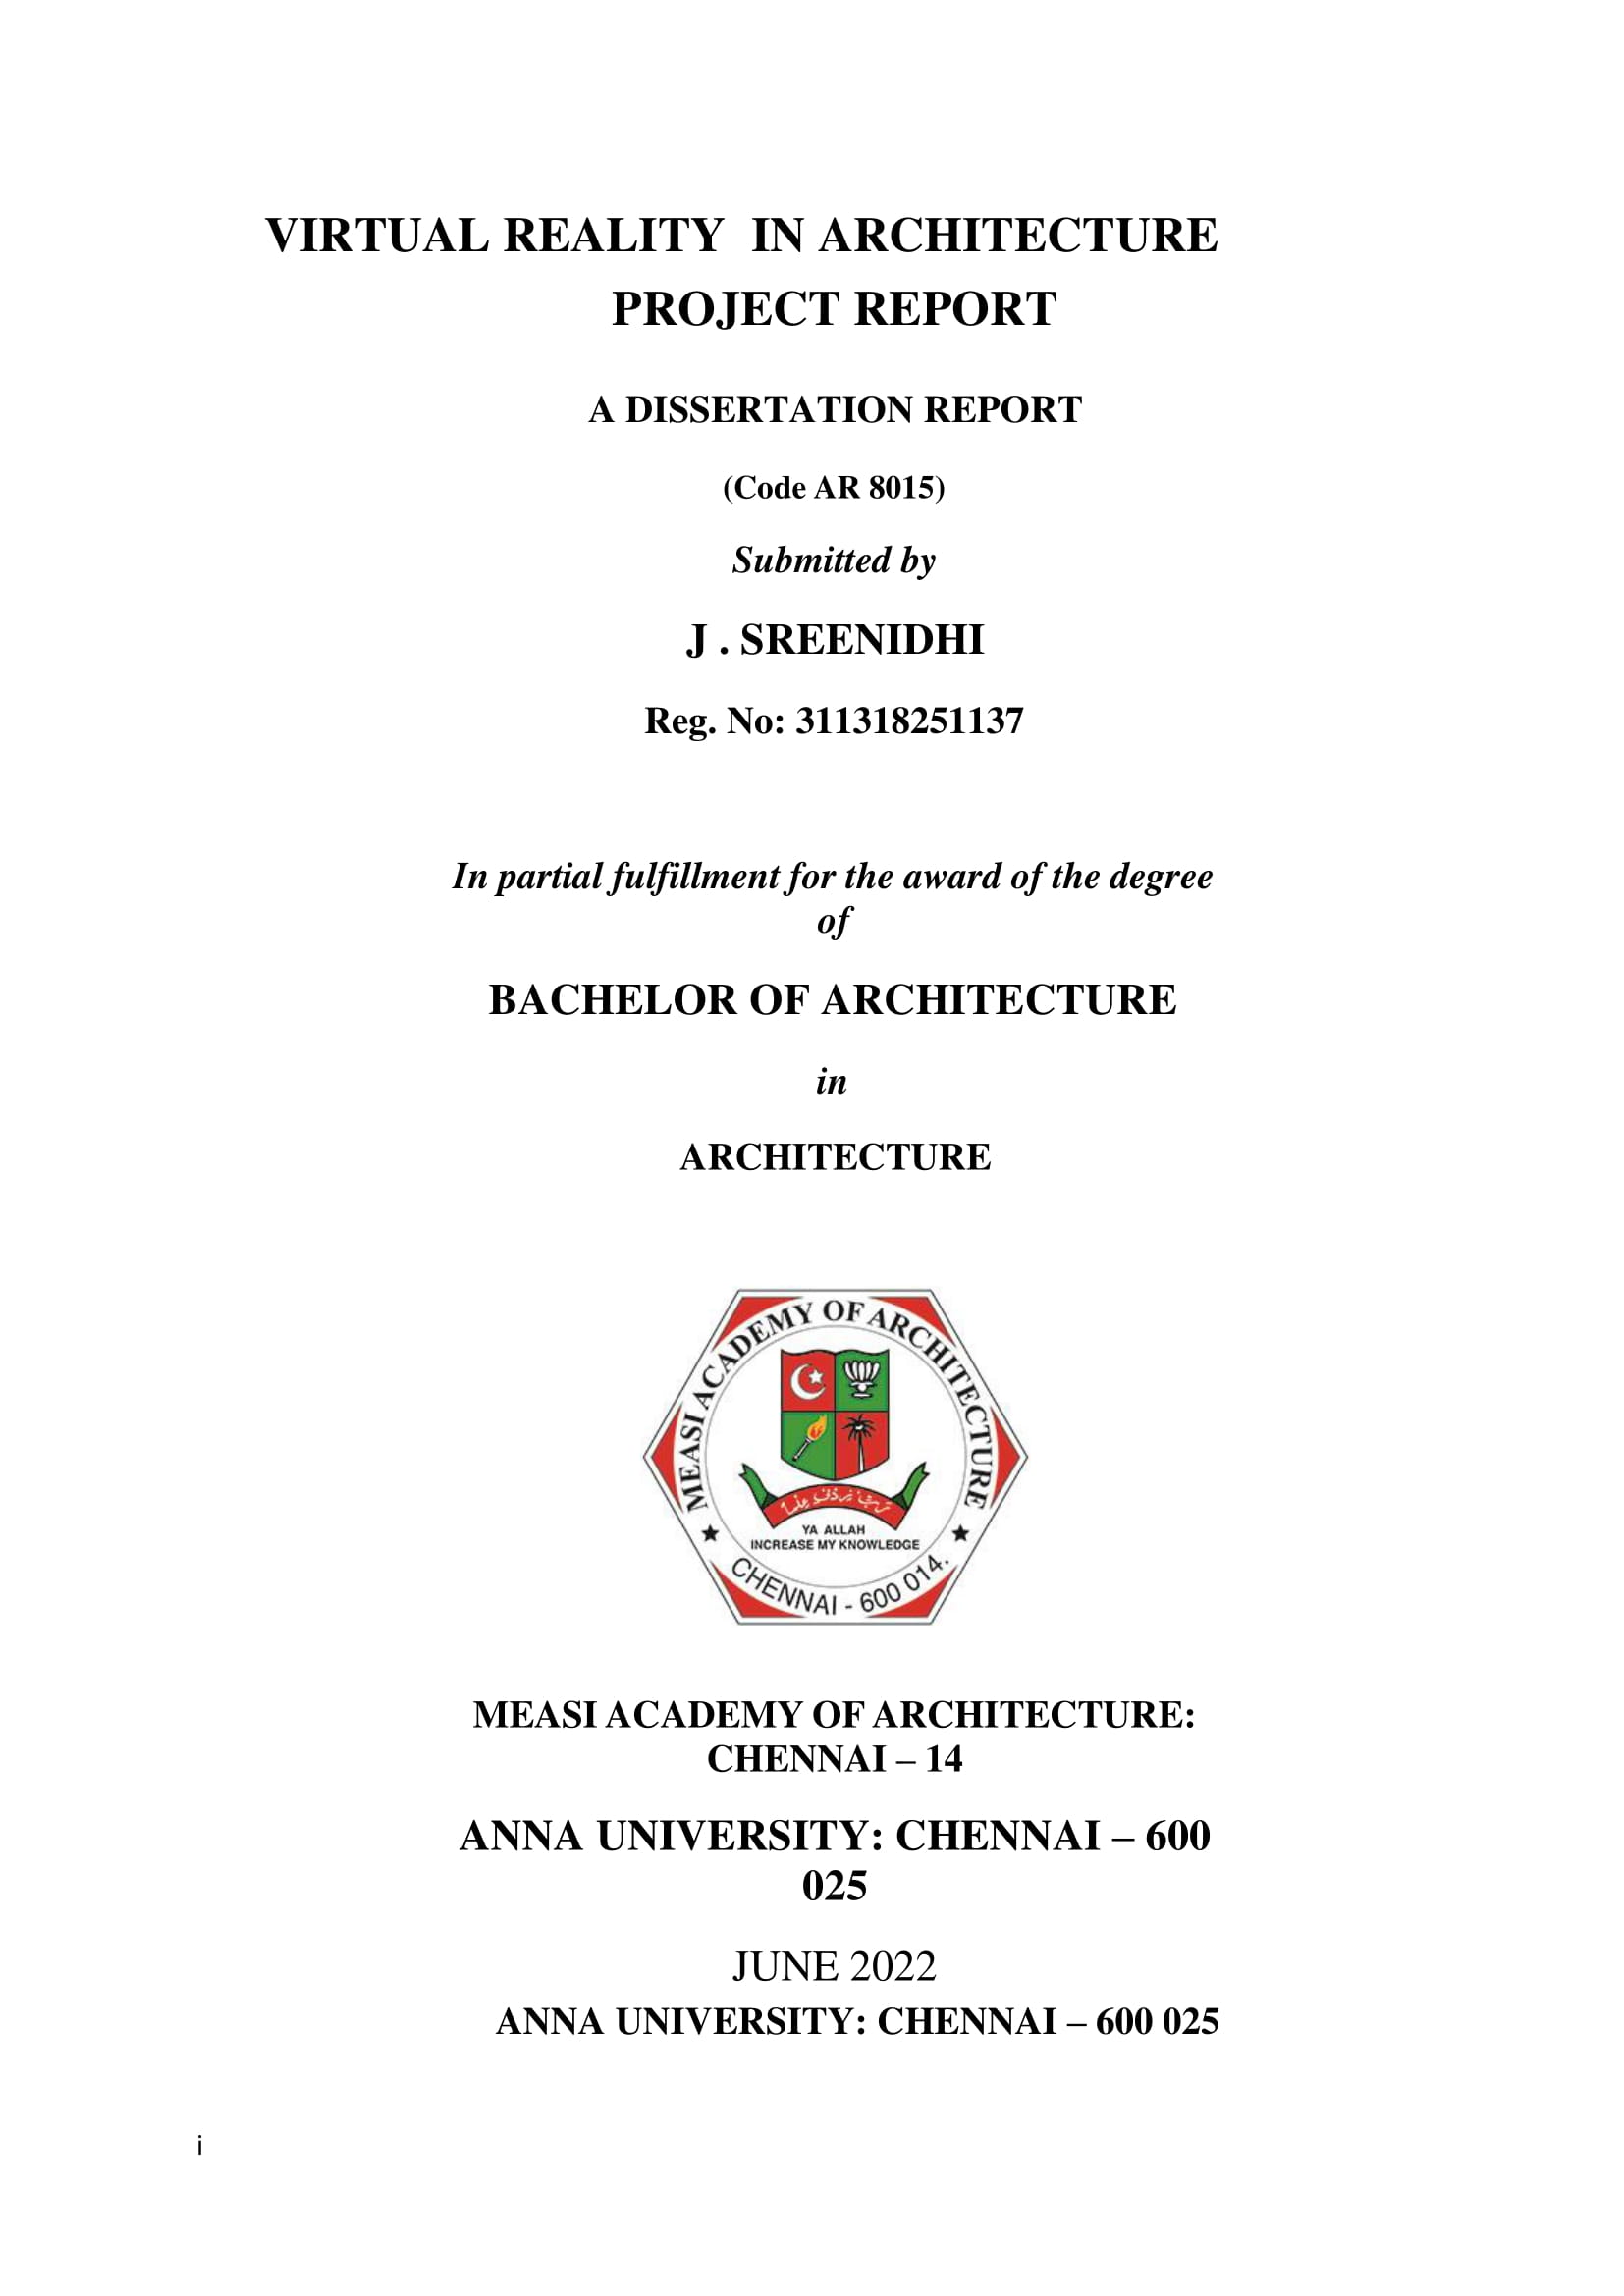 VIRTUAL REALITY IN ARCHITECTURE
PROJECT REPORT
A DISSERTATION REPORT
(Code AR 8015)
Submitted by
J . SREENIDHI
Reg. No: 311318251137
In partial fulfillment for the award of the degree
of
BACHELOR OF ARCHITECTURE
in
ARCHITECTURE
MEASI ACADEMY OF ARCHITECTURE
YA ALLAH
INCREASE MY KNOWLEDGE
CHENNAI - 600 014.
MEASI ACADEMY OF ARCHITECTURE:
CHENNAI – 14
ANNA UNIVERSITY: CHENNAI – 600
025
JUNE 2022
ANNA UNIVERSITY: CHENNAI – 600 025
i